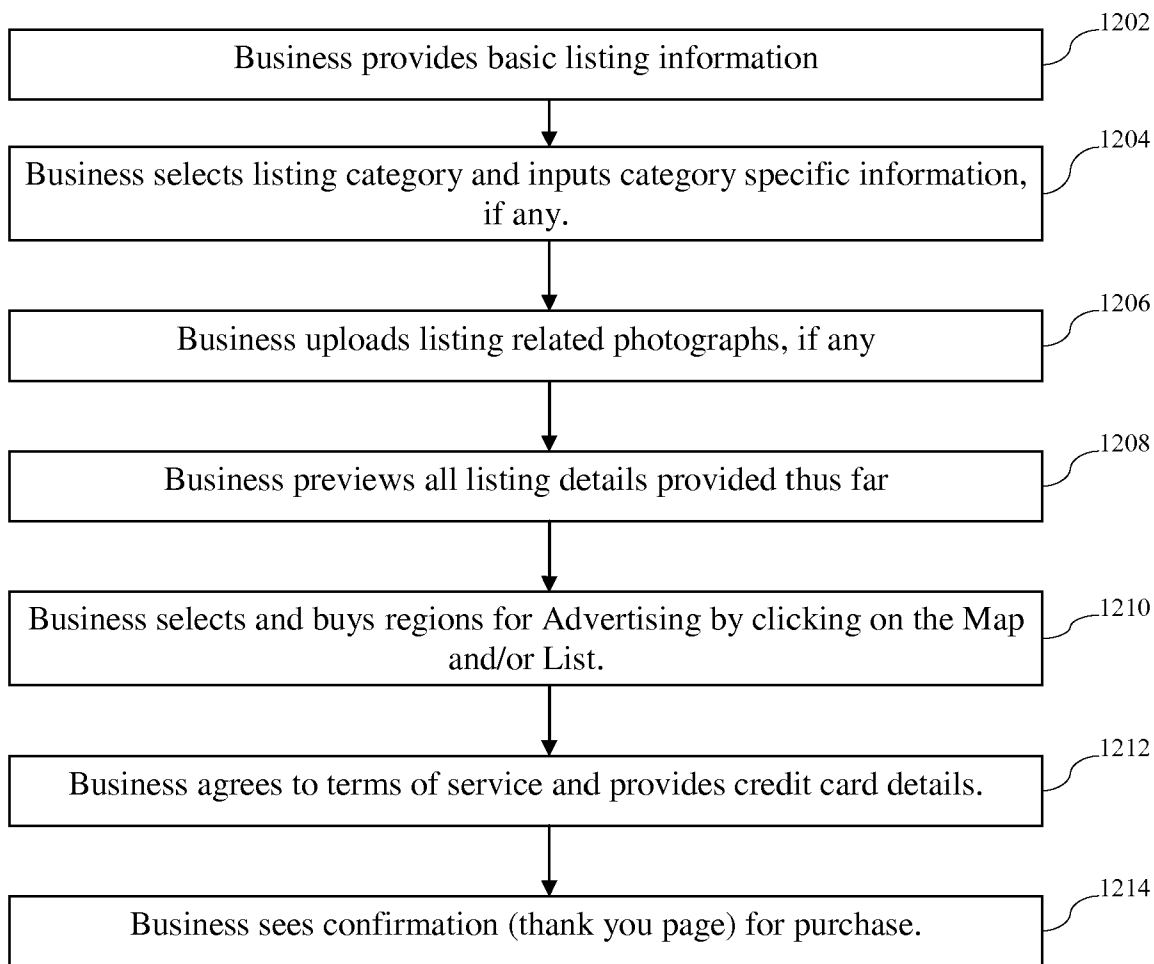 1202
Business provides basic listing information
1204
Business selects listing category and inputs category specific information,
if any.
1206
Business uploads listing related photographs, if any
1208
Business previews all listing details provided thus far
1210
Business selects and buys regions for Advertising by clicking on the Map
and/or List.
1212
Business agrees to terms of service and provides credit card details.
1214
Business sees confirmation (thank you page) for purchase.